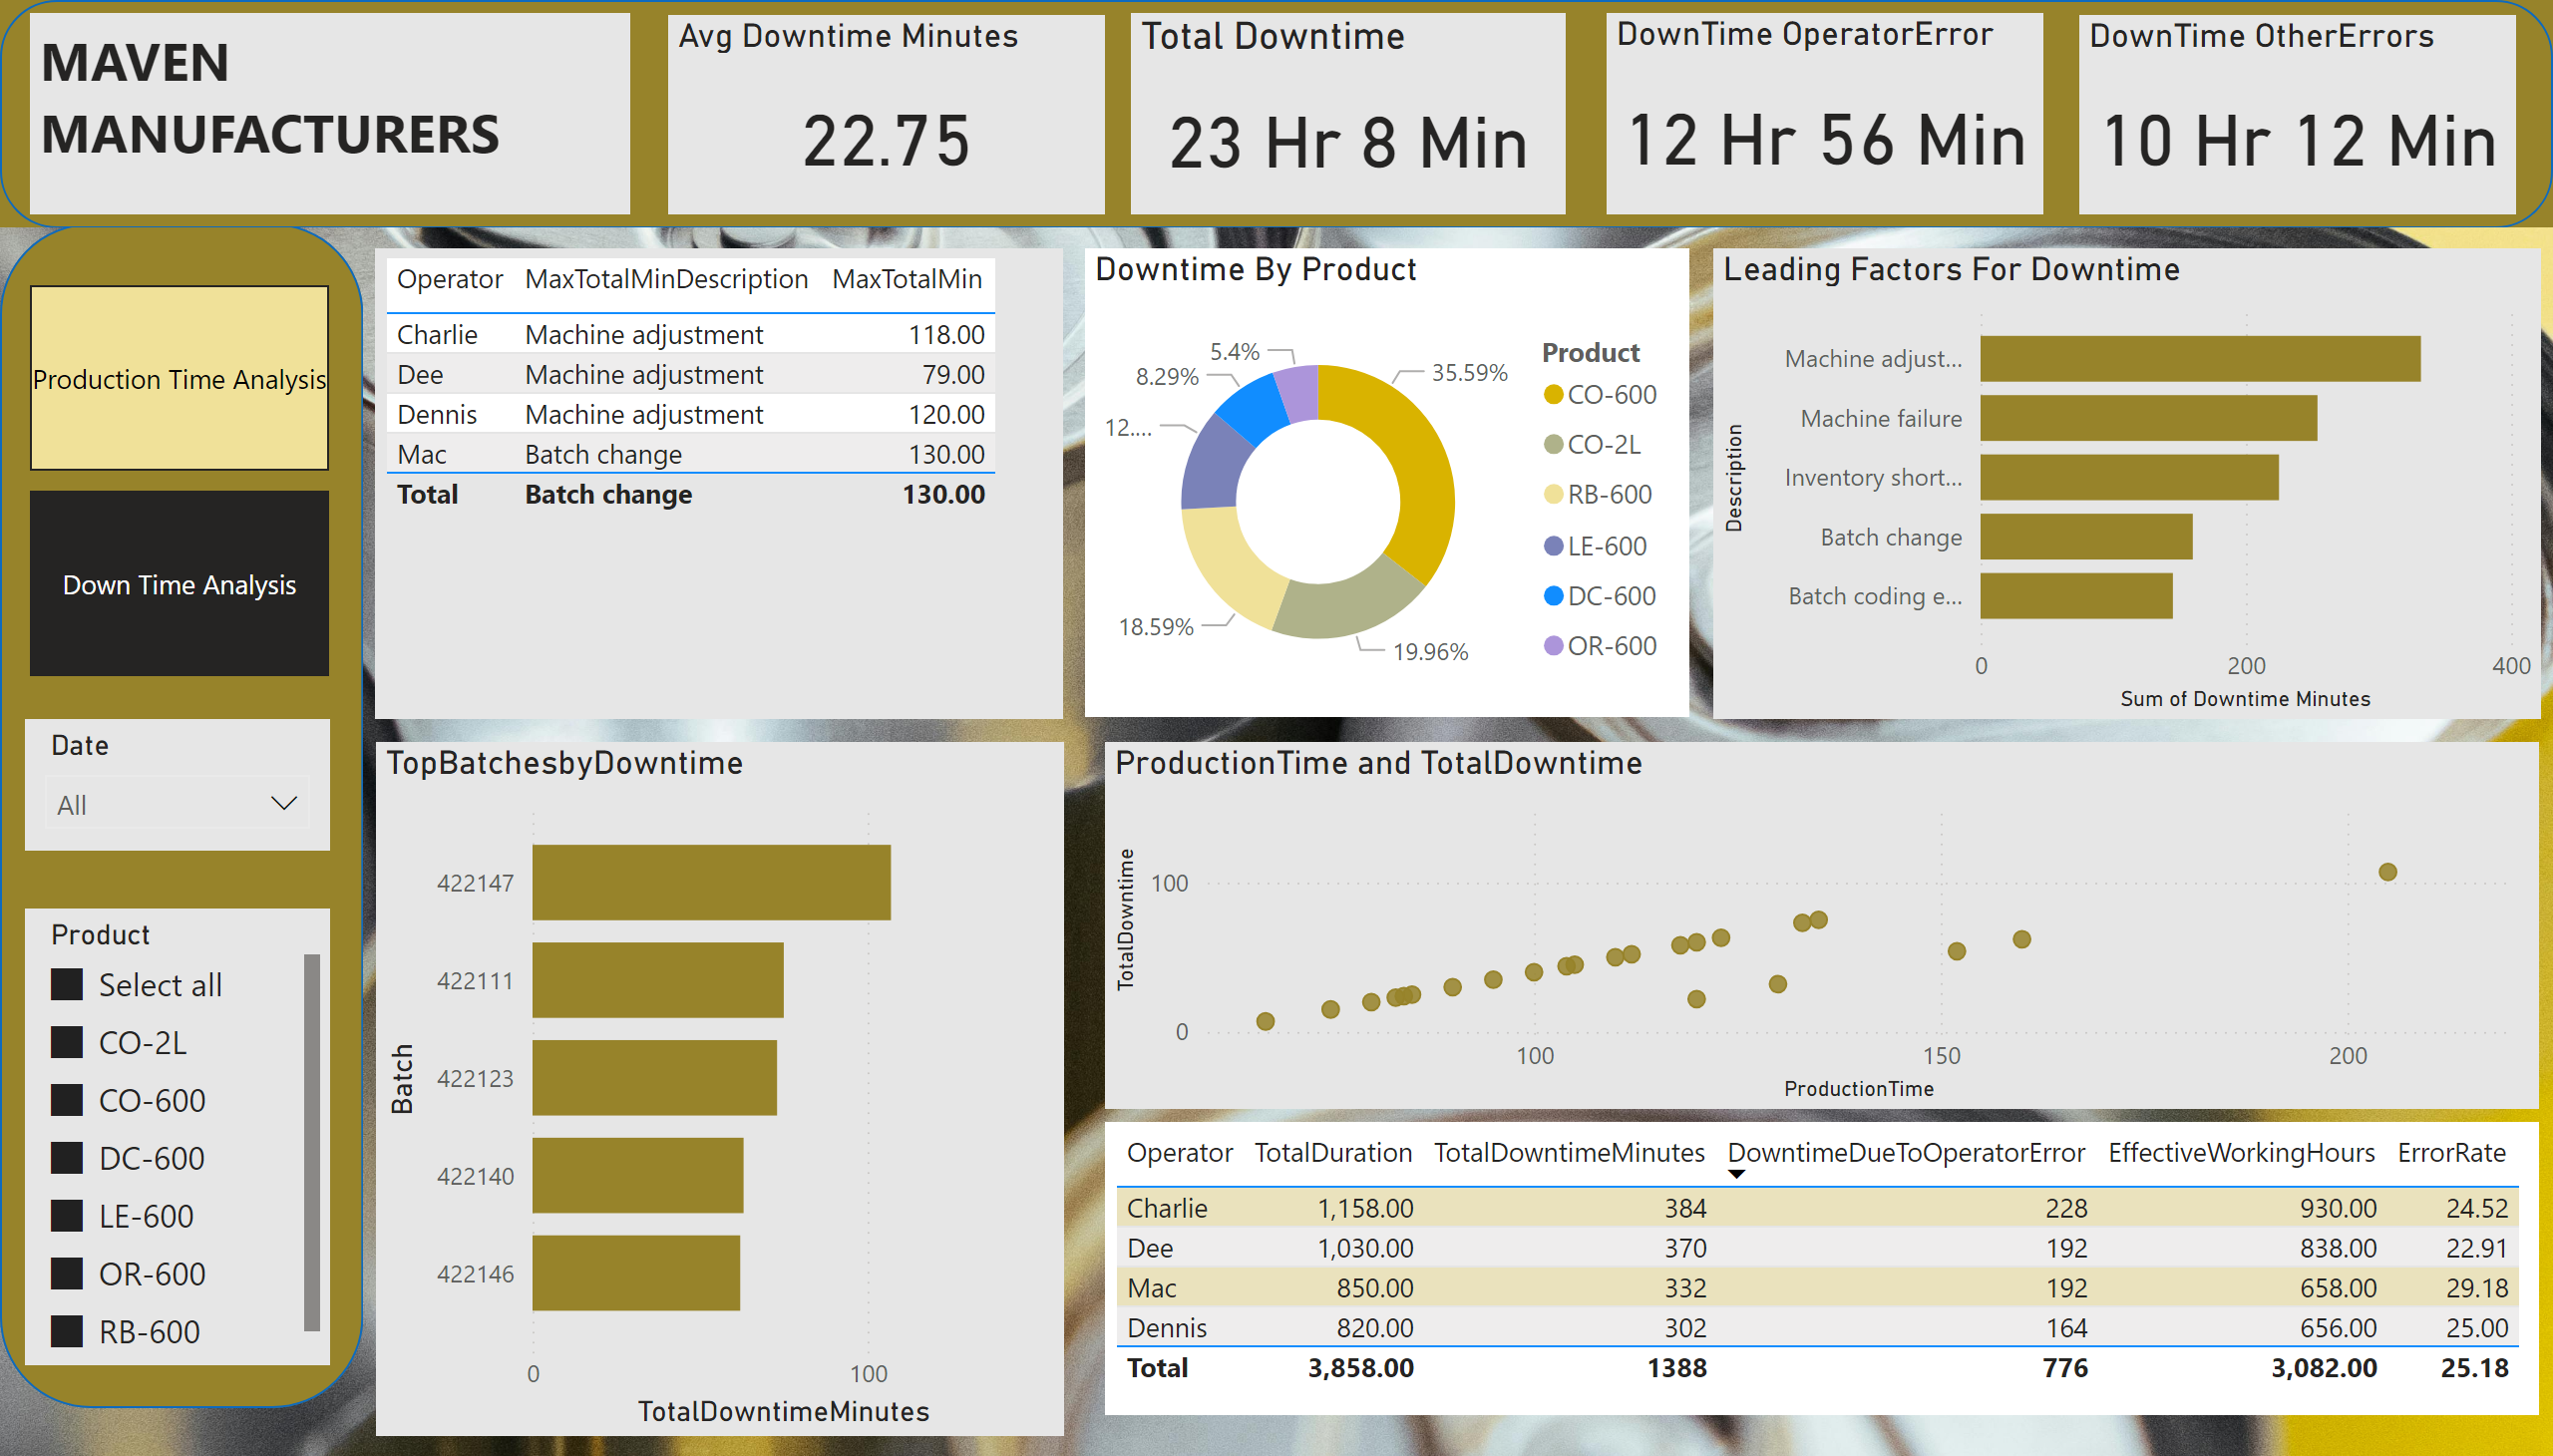 MAVEN
MANUFACTURERS
Avg Downtime Minutes
22.75
Total Downtime
23 Hr 8 Min
DownTime OperatorError
12 Hr 56 Min
DownTime OtherErrors
10 Hr 12 Min
Production Time Analysis
Down Time Analysis
Date
All
Product
Select all
CO-2L
CO-600
DC-600
LE-600
OR-600
RB-600
Operator MaxTotalMinDescription MaxTotalMin
Charlie Machine adjustment 118.00
Dee Machine adjustment 79.00
Dennis Machine adjustment 120.00
Mac Batch change 130.00
Total Batch change 130.00
Downtime By Product
5.4%
8.29%
12....
18.59%
19.96%
35.59%
Product
CO-600
CO-2L
RB-600
LE-600
DC-600
OR-600
Leading Factors For Downtime
Description
Machine adjust...
Machine failure
Inventory short...
Batch change
Batch coding e...
0 200 400
Sum of Downtime Minutes
TopBatchesbyDowntime
Batch
422147
422111
422123
422140
422146
0 100
TotalDowntimeMinutes
ProductionTime and TotalDowntime
TotalDowntime
100
0
100 150 200
ProductionTime
Operator TotalDuration TotalDowntimeMinutes DowntimeDueToOperatorError EffectiveWorkingHours ErrorRate
Charlie 1,158.00 384 228 930.00 24.52
Dee 1,030.00 370 192 838.00 22.91
Mac 850.00 332 192 658.00 29.18
Dennis 820.00 302 164 656.00 25.00
Total 3,858.00 1388 776 3,082.00 25.18